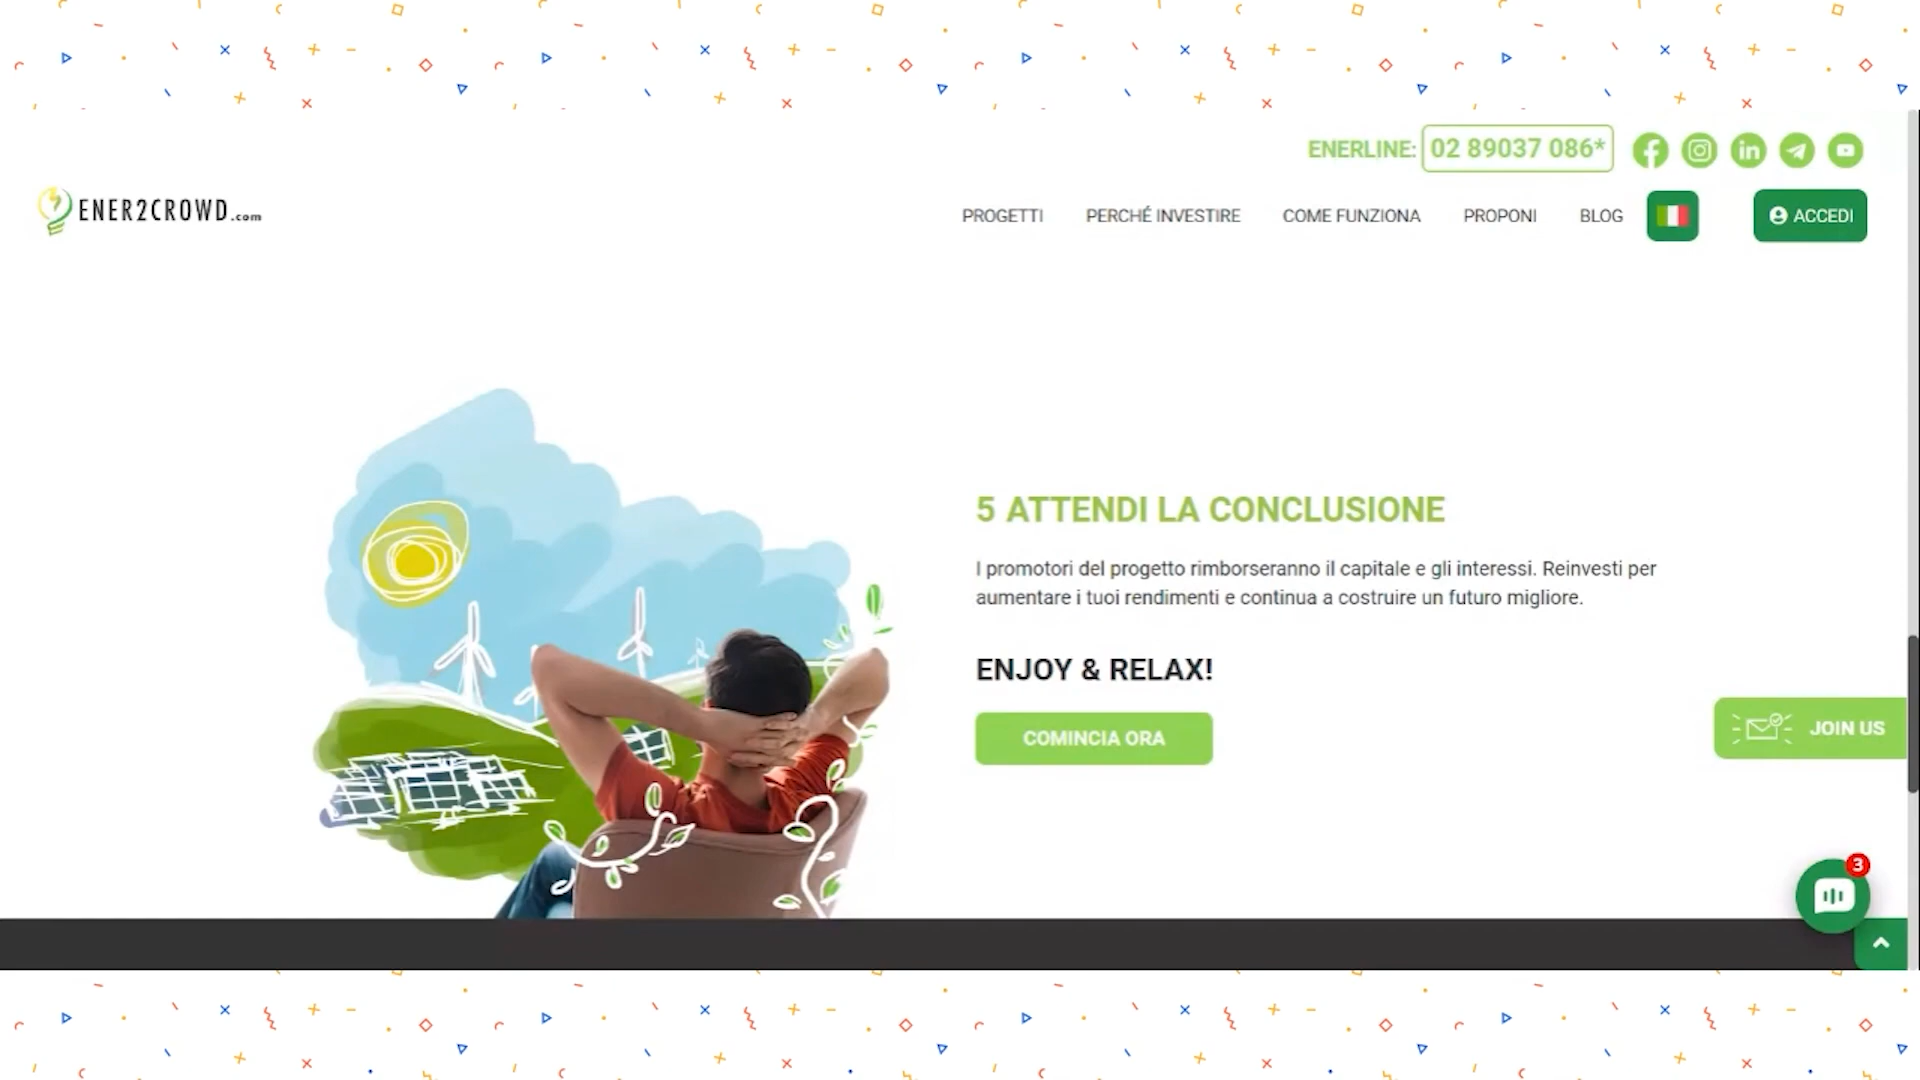 ENERLINE: 02 89037 086*
ENER2CROWD.com
PROGETTI PERCHÉ INVESTIRE COME FUNZIONA PROPONI BLOG ACCEDI
5 ATTENDI LA CONCLUSIONE
I promotori del progetto rimborseranno il capitale e gli interessi. Reinvesti per
aumentare i tuoi rendimenti e continua a costruire un futuro migliore.
ENJOY & RELAX!
COMINCIA ORA
JOIN US
3